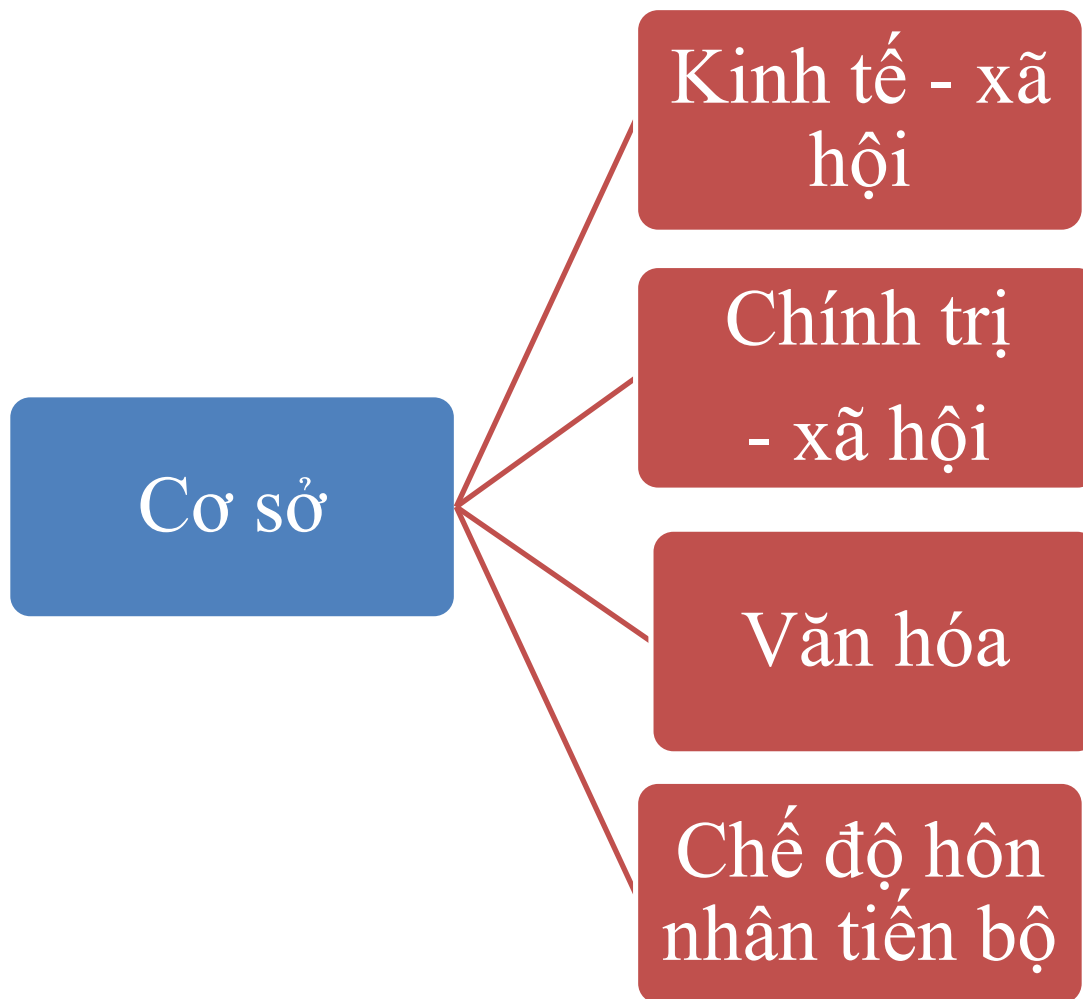 Cơ sở
Kinh tế - xã
hội
Chính trị
- xã hội
Văn hóa
Chế độ hôn
nhân tiến bộ